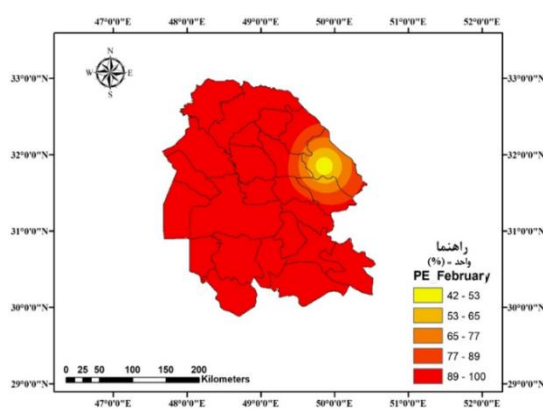 48°0'0"E 49°0'0"E 50°0'0"E 51°0'0"E 52°0'0"E
N
W E
S
33°0'0"N 33°0'0"N
32°0'0"N 32°0'0"N
31°0'0"N 31°0'0"N
30°0'0"N 30°0'0"N
29°0'0"N 29°0'0"N
راهنما
واحد = (%)
PE February
42 - 53
53 - 65
65 - 77
77 - 89
89 - 100
0 25 50 100 150 200
Kilometers
47°0'0"E 48°0'0"E 49°0'0"E 50°0'0"E 51°0'0"E 52°0'0"E